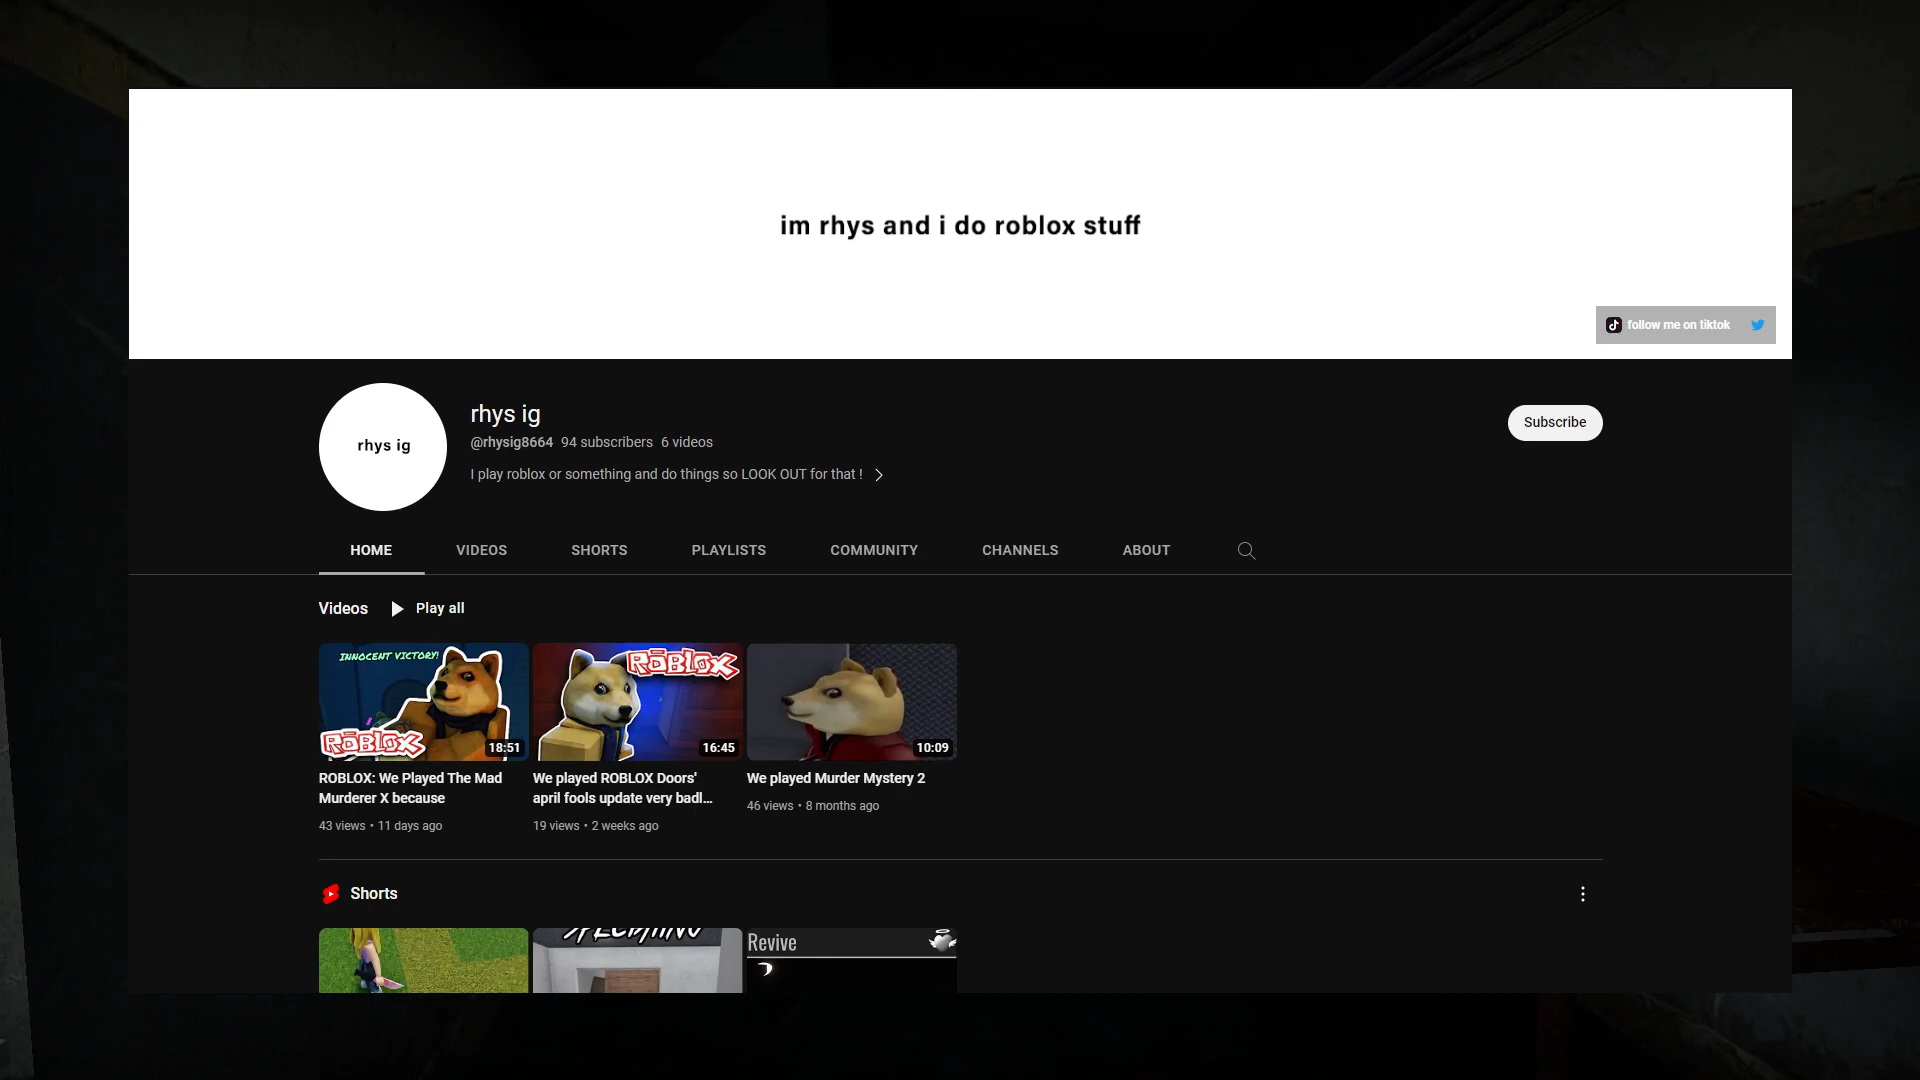 im rhys and i do roblox stuff
follow me on tiktok
rhys ig
rhys ig
@rhysig8664 94 subscribers 6 videos
I play roblox or something and do things so LOOK OUT for that !
Subscribe
HOME VIDEOS SHORTS PLAYLISTS COMMUNITY CHANNELS ABOUT
Videos Play all
INNOCENT VICTORY!
ROBLOX
18:51
ROBLOX: We Played The Mad
Murderer X because
43 views • 11 days ago
ROBLOX
16:45
We played ROBLOX Doors'
april fools update very badl...
19 views • 2 weeks ago
10:09
We played Murder Mystery 2
46 views • 8 months ago
Shorts
Revive